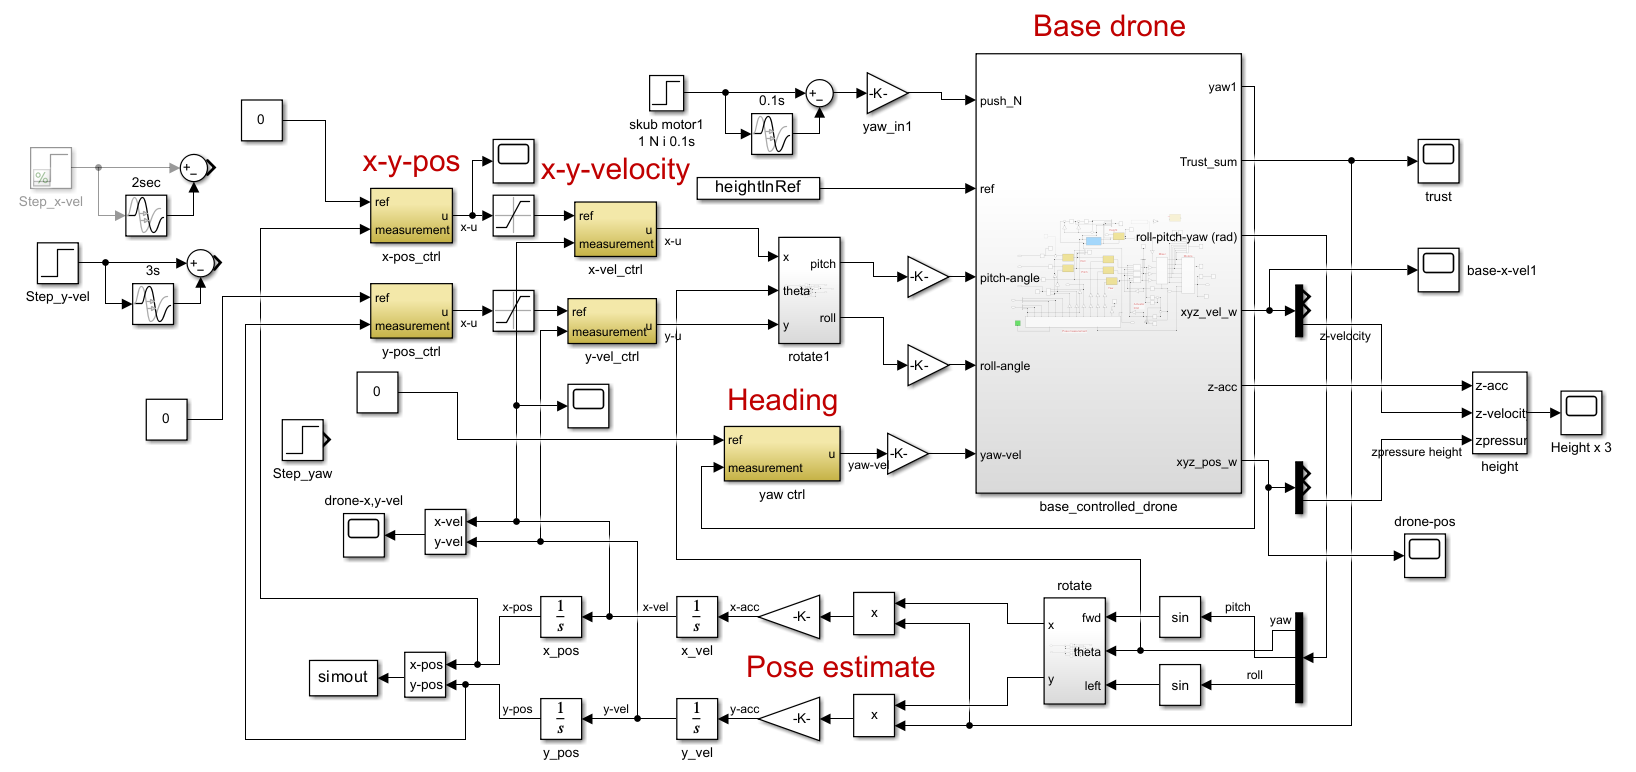 Base drone
yaw1
push_N
0.1s
-K-
yaw_in1
skub motor1
1 N i 0.1s
0
x-y-pos
x-y-velocity
heightInRef
ref
Trust_sum
trust
2sec
Step_x-vel
%
ref
u
measurement
x-u
x-pos_ctrl
ref
u
measurement
x-u
x-vel_ctrl
roll-pitch-yaw (rad)
3s
Step_y-vel
x
pitch
theta
roll
y
rotate1
-K-
pitch-angle
base-x-vel1
xyz_vel_w
z-velocity
ref
u
measurement
x-u
y-pos_ctrl
ref
measurement
u
y-u
y-vel_ctrl
-K-
roll-angle
z-acc
z-acc
z-velocit
zpressur
height
Height x 3
zpressure height
0
0
Heading
ref
u
measurement
yaw-vel
-K-
yaw-vel
yaw ctrl
xyz_pos_w
base_controlled_drone
Step_yaw
drone-x,y-vel
x-vel
y-vel
drone-pos
rotate
x-pos
1
s
x_pos
x-vel
1
s
x_vel
x-acc
-K-
x
x
fwd
theta
y
left
sin
pitch
yaw
roll
sin
Pose estimate
simout
x-pos
y-pos
y-pos
1
s
y_pos
y-vel
1
s
y_vel
y-acc
-K-
x